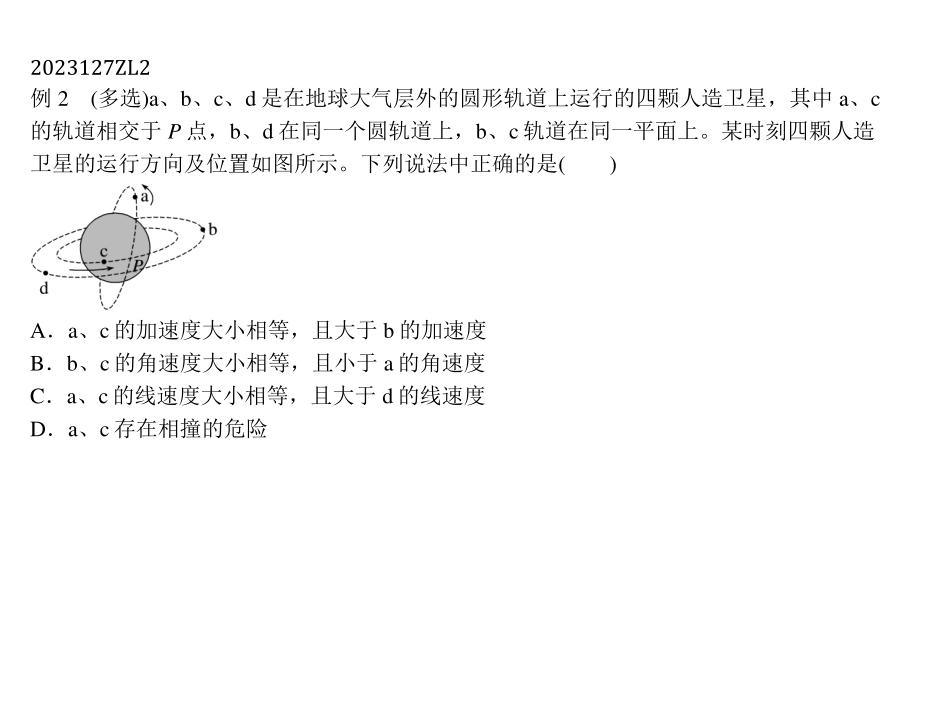 2023127ZL2
例 2　(多选)a、b、c、d 是在地球大气层外的圆形轨道上运行的四颗人造卫星，其中 a、c
的轨道相交于 P 点，b、d 在同一个圆轨道上，b、c 轨道在同一平面上。某时刻四颗人造
卫星的运行方向及位置如图所示。下列说法中正确的是(　　)
a
b
c
P
d
A．a、c 的加速度大小相等，且大于 b 的加速度
B．b、c 的角速度大小相等，且小于 a 的角速度
C．a、c 的线速度大小相等，且大于 d 的线速度
D．a、c 存在相撞的危险